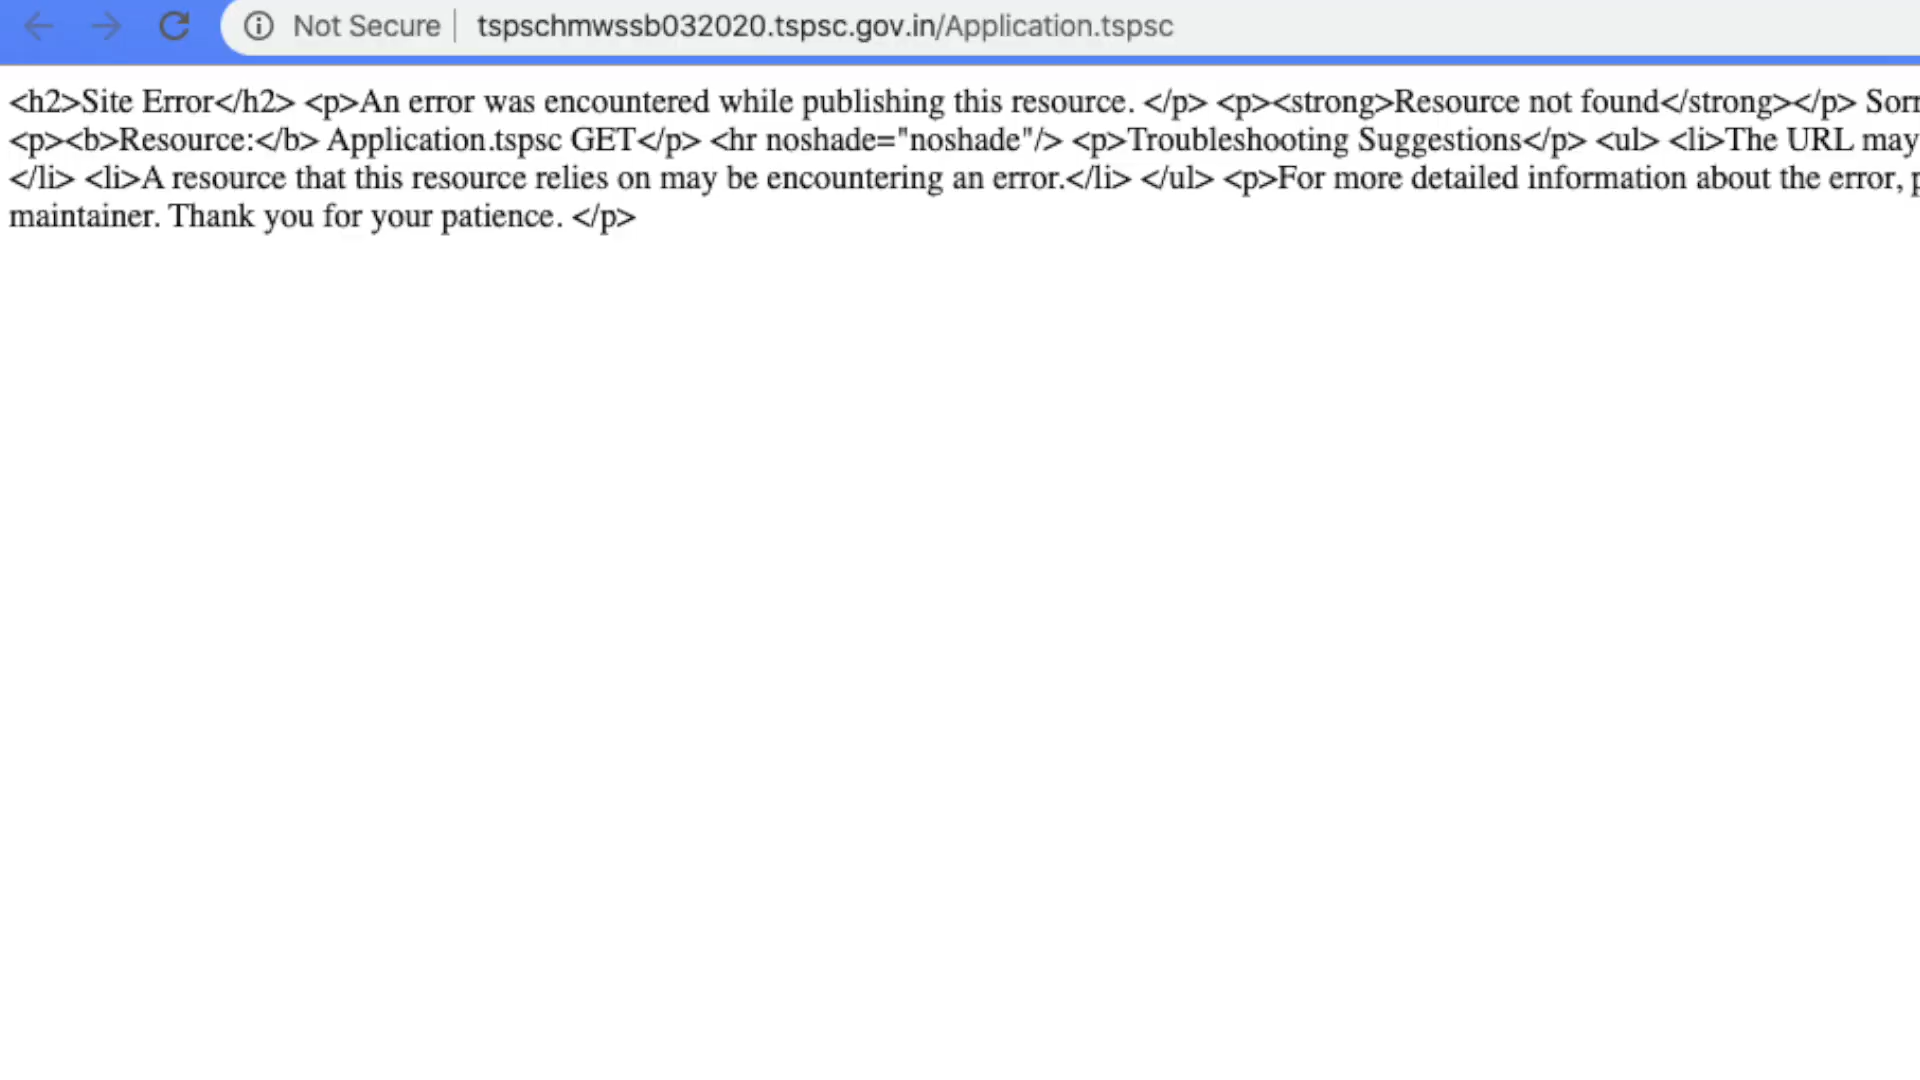 Not Secure | tspschmwssb032020.tspsc.gov.in/Application.tspsc
<h2>Site Error</h2> <p>An error was encountered while publishing this resource. </p> <p><strong>Resource not found</strong></p>
<p><b>Resource:</b> Application.tspsc GET</p> <hr noshade="noshade"/> <p>Troubleshooting Suggestions</p> <ul> <li>The URL may
</li> <li>A resource that this resource relies on may be encountering an error.</li> </ul> <p>For more detailed information about the error,
maintainer. Thank you for your patience. </p>